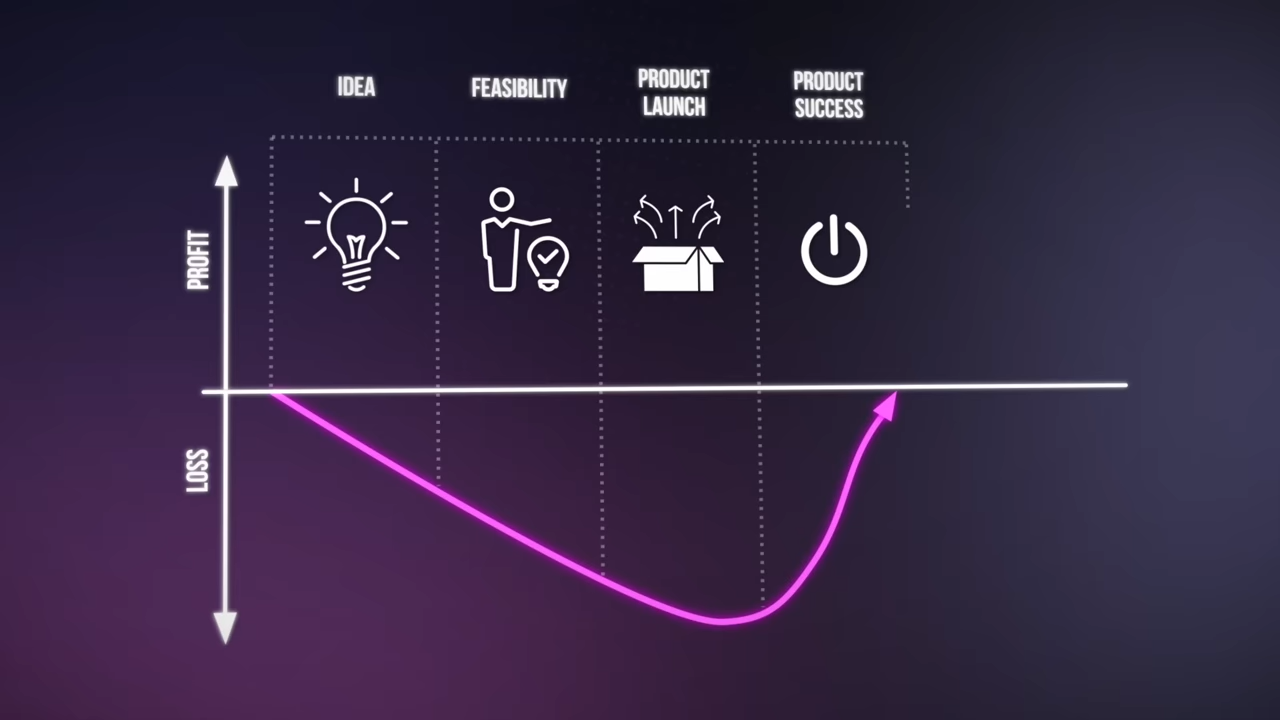 IDEA
FEASIBILITY
PRODUCT
LAUNCH
PRODUCT
SUCCESS
PROFIT
LOSS